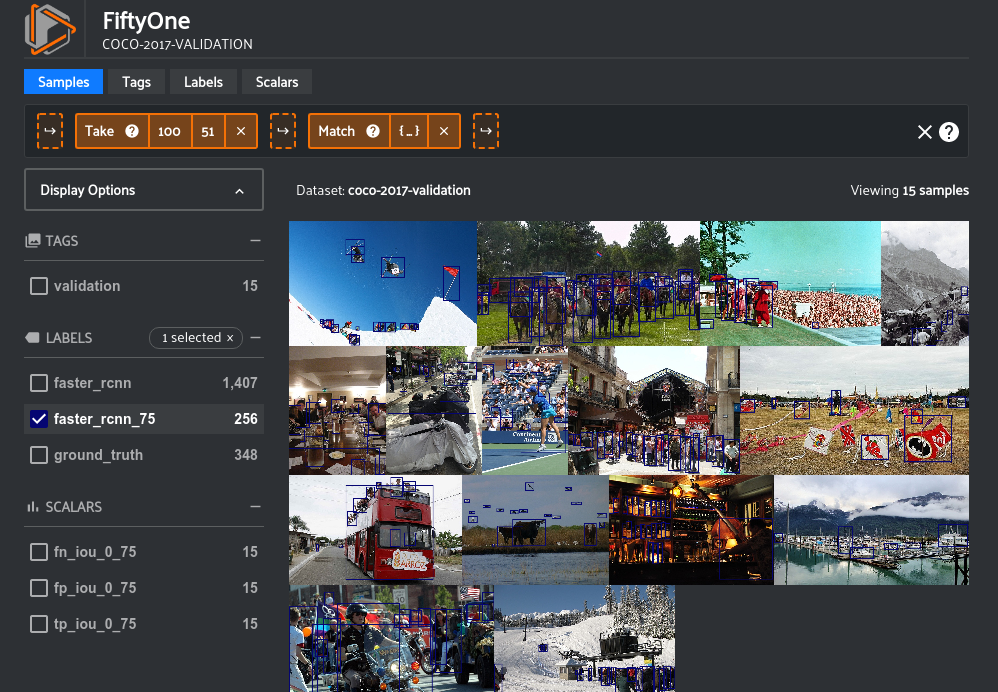 FiftyOne
COCO-2017-VALIDATION
Samples Tags Labels Scalars
Take ? 100 51 × Match ? {…} × ?
Display Options
Dataset: coco-2017-validation
Viewing 15 samples
TAGS
validation 15
LABELS 1 selected ×
faster_rcnn 1,407
faster_rcnn_75 256
ground_truth 348
SCALARS
fn_iou_0_75 15
fp_iou_0_75 15
tp_iou_0_75 15